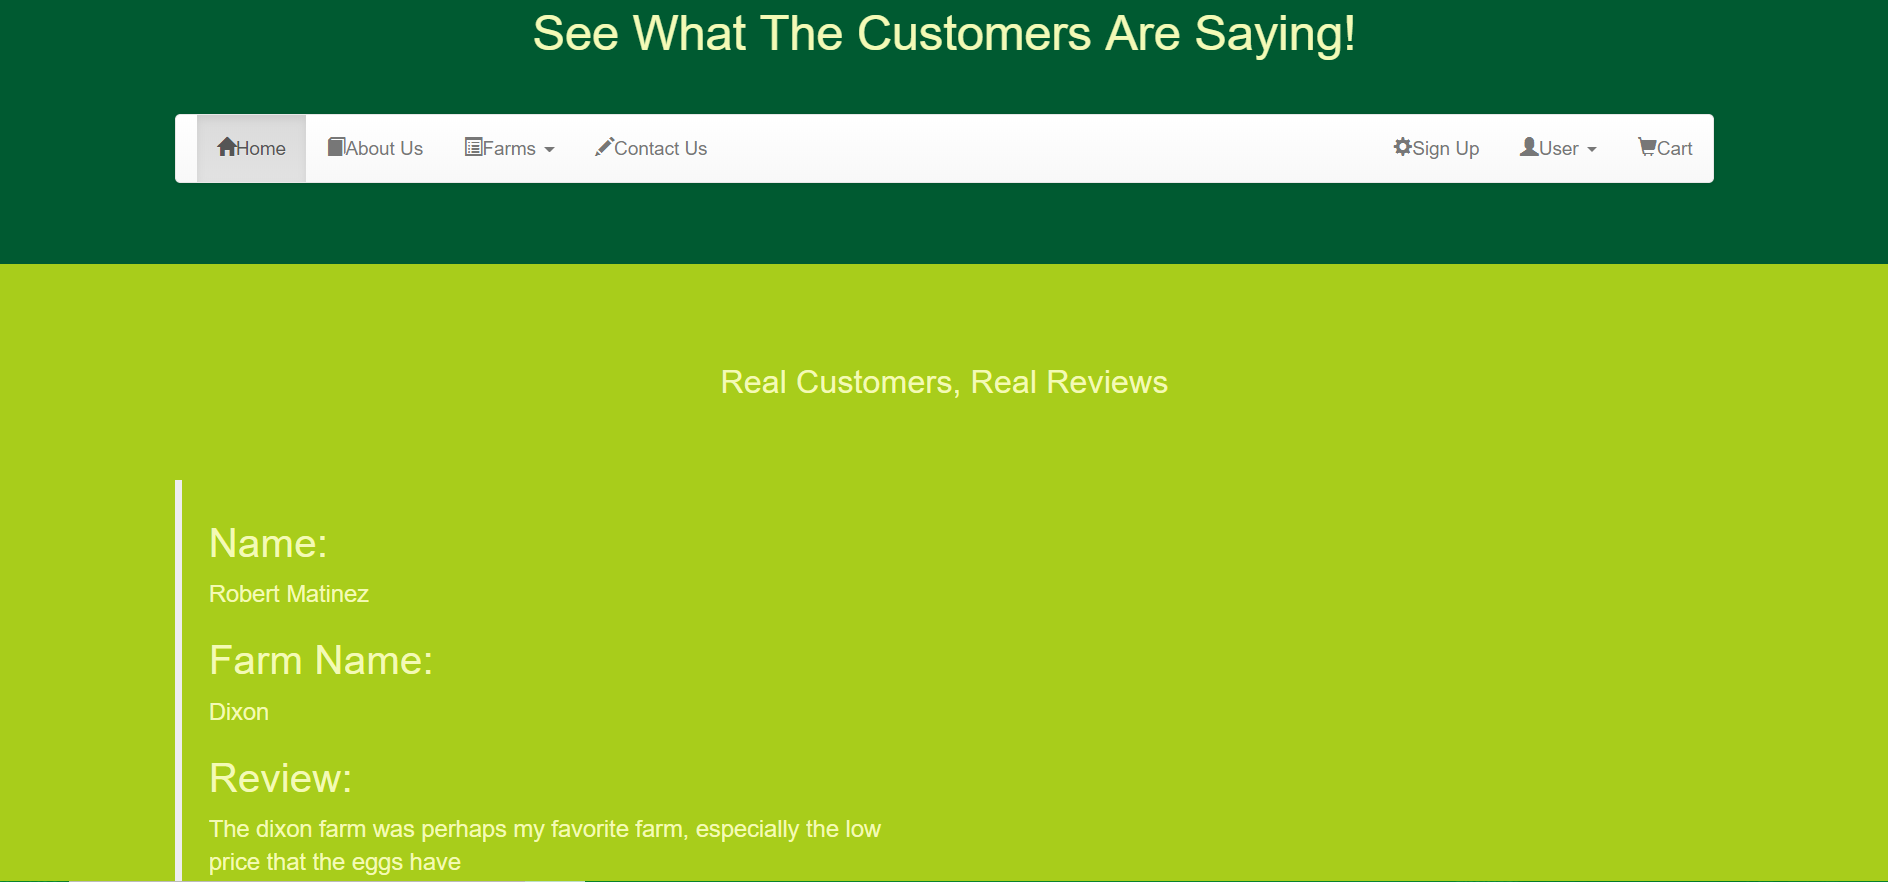 See What The Customers Are Saying!
Home About Us Farms Contact Us Sign Up User Cart
Real Customers, Real Reviews
Name:
Robert Matinez
Farm Name:
Dixon
Review:
The dixon farm was perhaps my favorite farm, especially the low
price that the eggs have